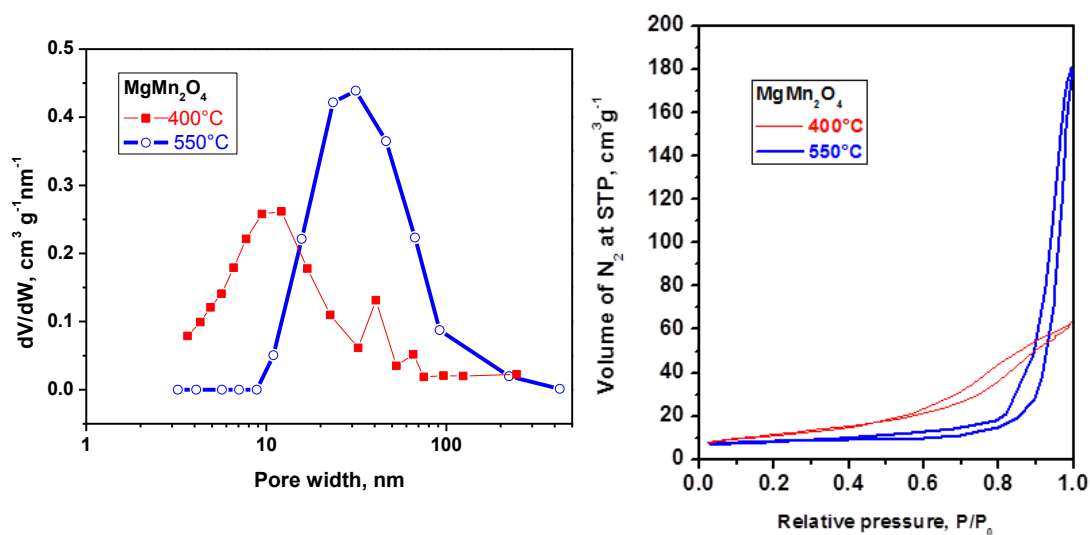 dV/dW, cm³ g⁻¹nm⁻¹
0.5
0.4
0.3
0.2
0.1
0.0
MgMn₂O₄
400°C
550°C
1
10
100
Pore width, nm
Volume of N₂ at STP, cm³g⁻¹
200
180
160
140
120
100
80
60
40
20
0
MgMn₂O₄
400°C
550°C
0.0 0.2 0.4 0.6 0.8 1.0
Relative pressure, P/P₀